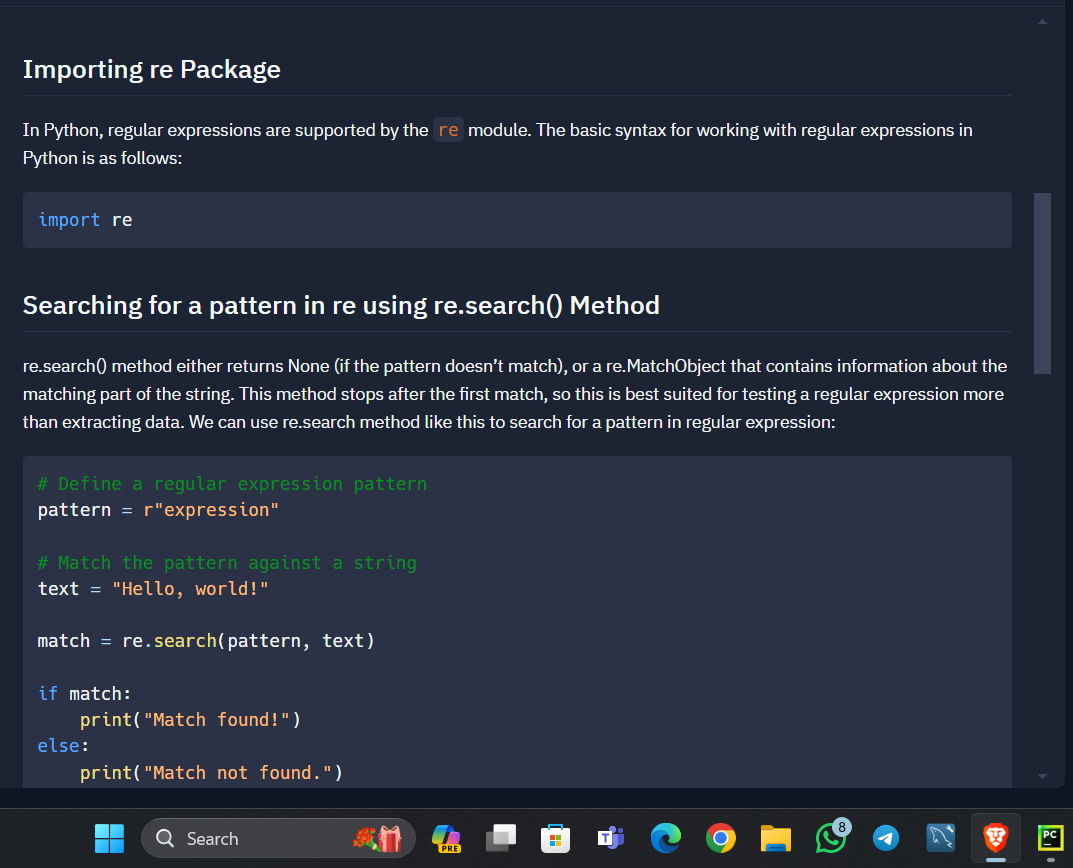 Importing re Package
In Python, regular expressions are supported by the re module. The basic syntax for working with regular expressions in
Python is as follows:
import re
Searching for a pattern in re using re.search() Method
re.search() method either returns None (if the pattern doesn’t match), or a re.MatchObject that contains information about the
matching part of the string. This method stops after the first match, so this is best suited for testing a regular expression more
than extracting data. We can use re.search method like this to search for a pattern in regular expression:
# Define a regular expression pattern
pattern = r"expression"
# Match the pattern against a string
text = "Hello, world!"
match = re.search(pattern, text)
if match:
    print("Match found!")
else:
    print("Match not found.")
Search
PRE
T
8
PC